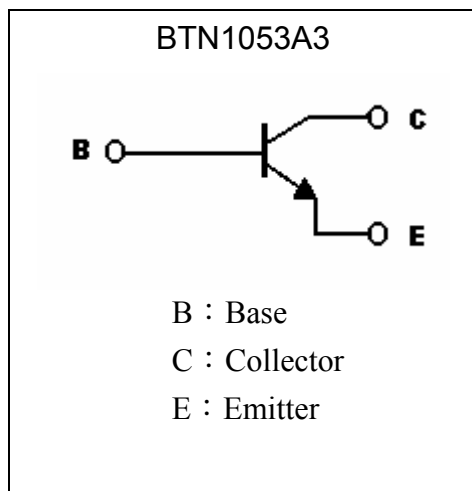 BTN1053A3
C
B
E
B：Base
C：Collector
E：Emitter